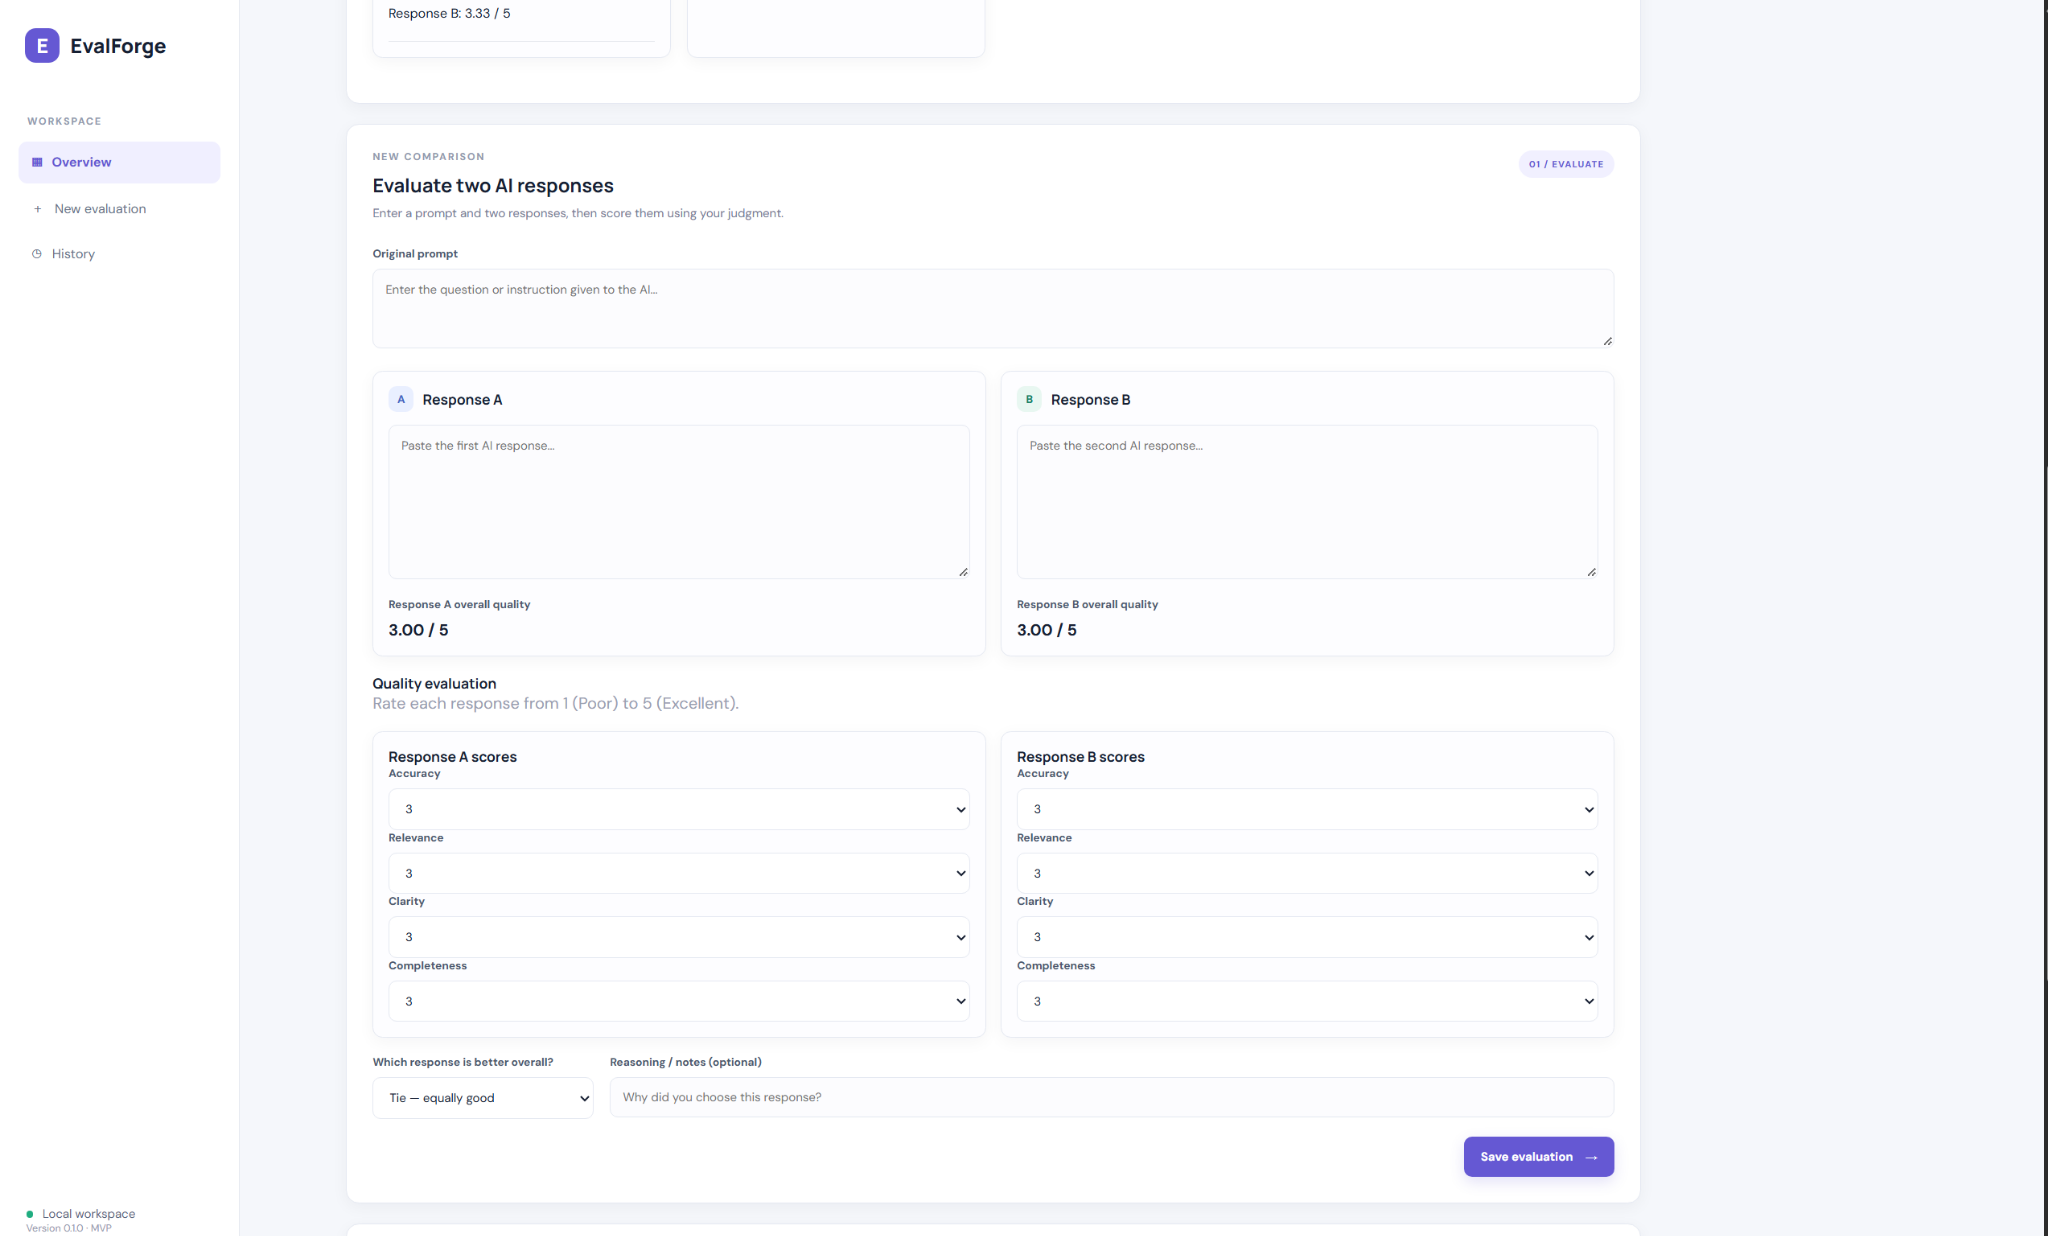 E EvalForge
WORKSPACE
Overview
+ New evaluation
History
Local workspace
Version 0.1.0 · MVP
Response B: 3.33 / 5
NEW COMPARISON
01 / EVALUATE
Evaluate two AI responses
Enter a prompt and two responses, then score them using your judgment.
Original prompt
Enter the question or instruction given to the AI...
A Response A
Paste the first AI response...
Response A overall quality
3.00 / 5
B Response B
Paste the second AI response...
Response B overall quality
3.00 / 5
Quality evaluation
Rate each response from 1 (Poor) to 5 (Excellent).
Response A scores
Accuracy
3
Relevance
3
Clarity
3
Completeness
3
Response B scores
Accuracy
3
Relevance
3
Clarity
3
Completeness
3
Which response is better overall?
Tie — equally good
Reasoning / notes (optional)
Why did you choose this response?
Save evaluation →